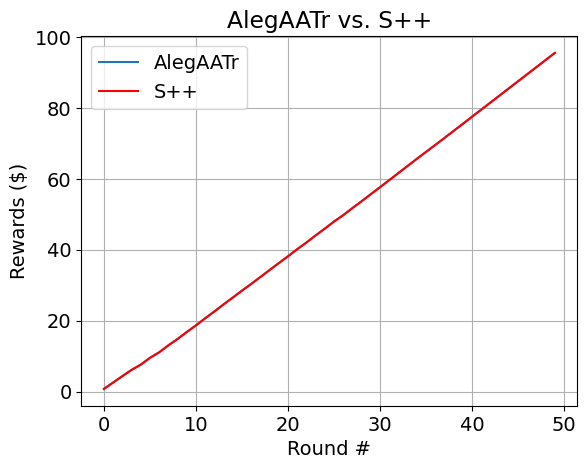 AlegAATr vs. S++
AlegAATr
S++
Rewards ($)
100
80
60
40
20
0
0 10 20 30 40 50
Round #